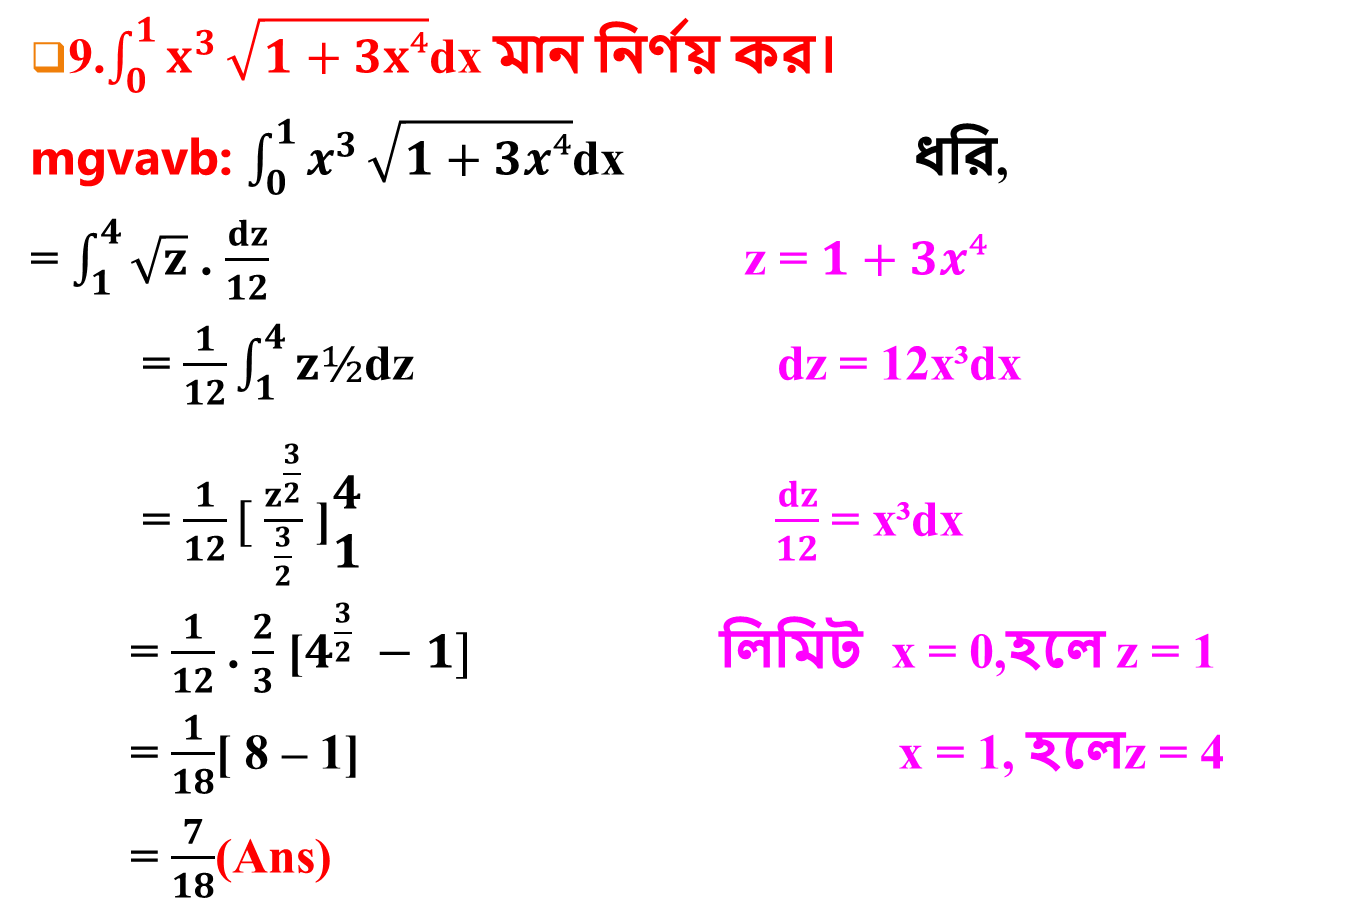 ❑9.∫₀¹ x³ √(1 + 3x⁴)dx মান নির্ণয় কর।
mgvavb: ∫₀¹ x³ √(1 + 3x⁴)dx ধরি,
= ∫₁⁴ √z . dz/12 z = 1 + 3x⁴
= 1/12 ∫₁⁴ z½dz dz = 12x³dx
= 1/12 [ z^(3/2) / (3/2) ] 4 1 dz/12 = x³dx
= 1/12 . 2/3 [4^(3/2) − 1] লিমিট x = 0,হলে z = 1
= 1/18[ 8 – 1] x = 1, হলেz = 4
= 7/18(Ans)